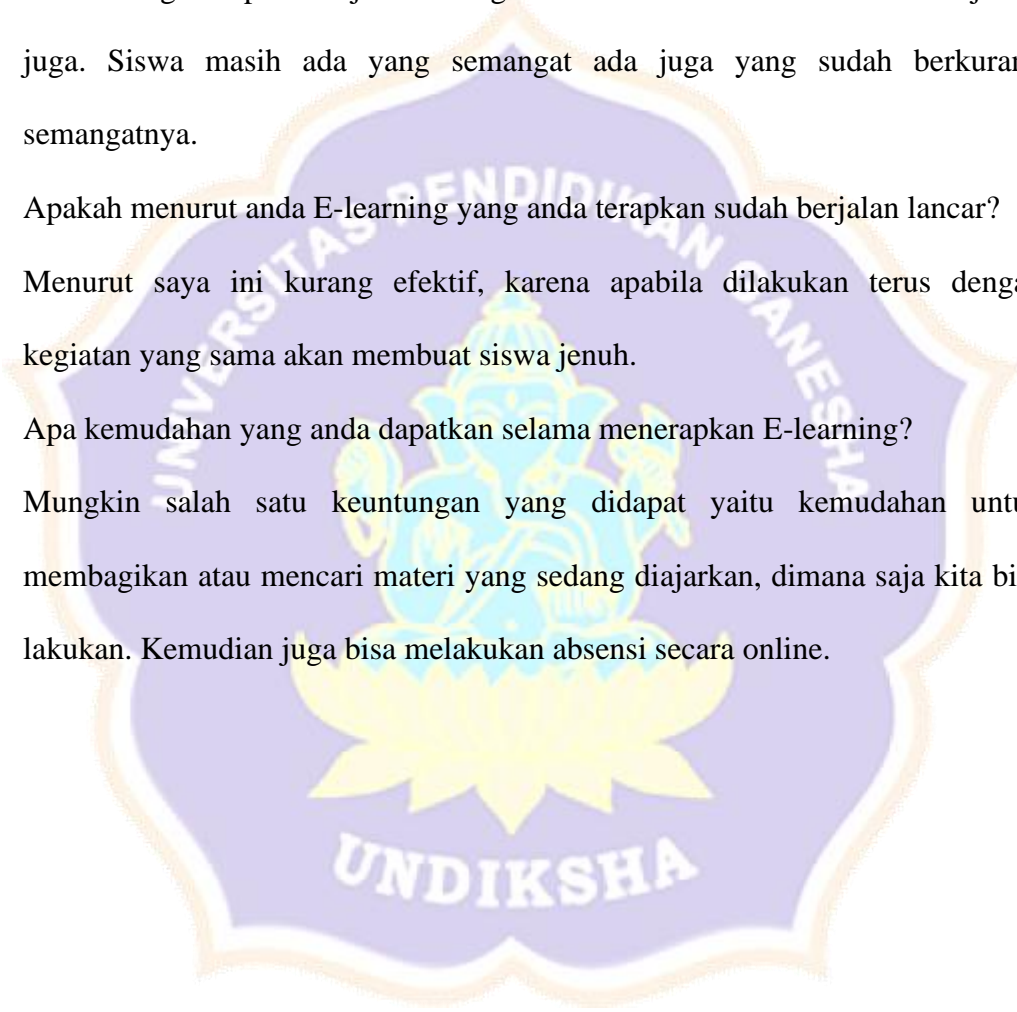 juga. Siswa masih ada yang semangat ada juga yang sudah berkuran
semangatnya.
Apakah menurut anda E-learning yang anda terapkan sudah berjalan lancar?
Menurut saya ini kurang efektif, karena apabila dilakukan terus denga
kegiatan yang sama akan membuat siswa jenuh.
Apa kemudahan yang anda dapatkan selama menerapkan E-learning?
Mungkin salah satu keuntungan yang didapat yaitu kemudahan untu
membagikan atau mencari materi yang sedang diajarkan, dimana saja kita bi
lakukan. Kemudian juga bisa melakukan absensi secara online.
UNIVERSITAS PENDIDIKAN GANESHA
UNDIKSHA